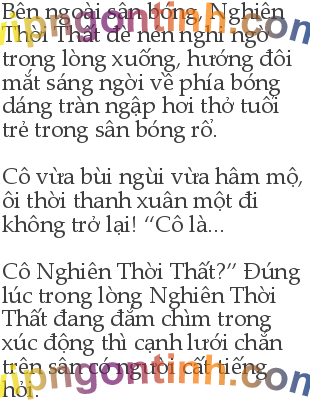 Bên ngoài sân bóng, Nghiên
Thời Thất đè nén nghi ngờ
trong lòng xuống, hướng đôi
mắt sáng ngời về phía bóng
dáng tràn ngập hơi thở tuổi
trẻ trong sân bóng rổ.

Cô vừa bùi ngùi vừa hâm mộ,
ôi thời thanh xuân một đi
không trở lại! “Cô là...

Cô Nghiên Thời Thất?” Đúng
lúc trong lòng Nghiên Thời
Thất đang đắm chìm trong
xúc động thì cạnh lưới chắn
trên sân có người cất tiếng
hỏi.